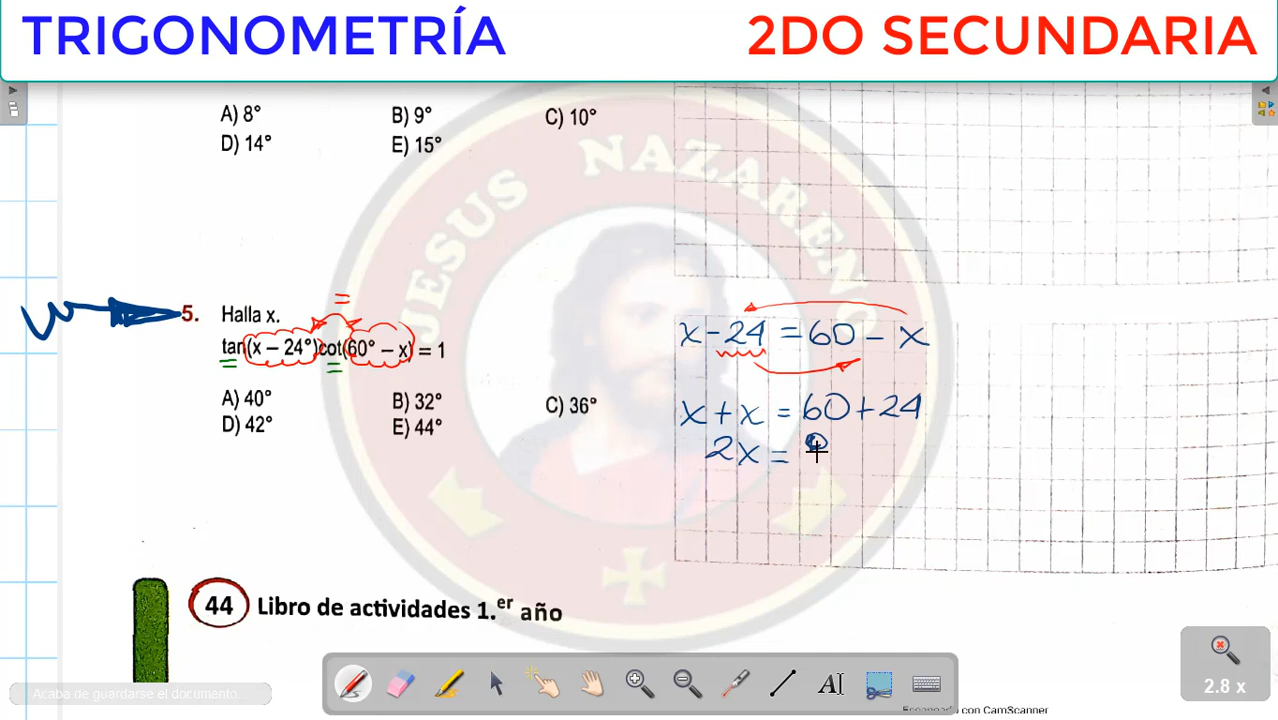 TRIGONOMETRÍA 2DO SECUNDARIA
A) 8° B) 9° C) 10°
D) 14° E) 15°
JESUS NAZARENO
5. Halla x.
tan(x – 24°)cot(60° – x) = 1
=
A) 40° B) 32° C) 36°
D) 42° E) 44°
x - 24 = 60 - x
x + x = 60 + 24
2x =
44 Libro de actividades 1.er año
2.8 x
Acaba de guardarse el documento...
con CamScanner